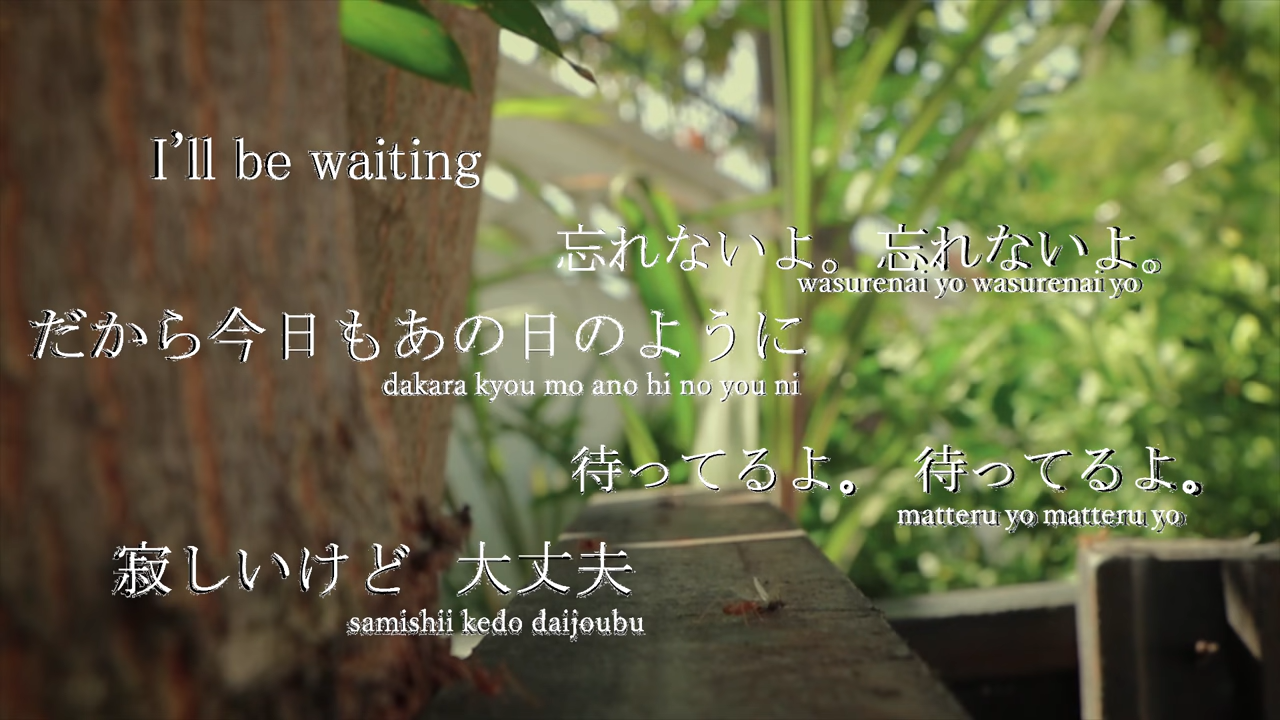 I'll be waiting
忘れないよ。 忘れないよ。
wasurenai yo wasurenai yo
だから今日もあの日のように
dakara kyou mo ano hi no you ni
待ってるよ。 待ってるよ。
matteru yo matteru yo
寂しいけど 大丈夫
samishii kedo daijoubu